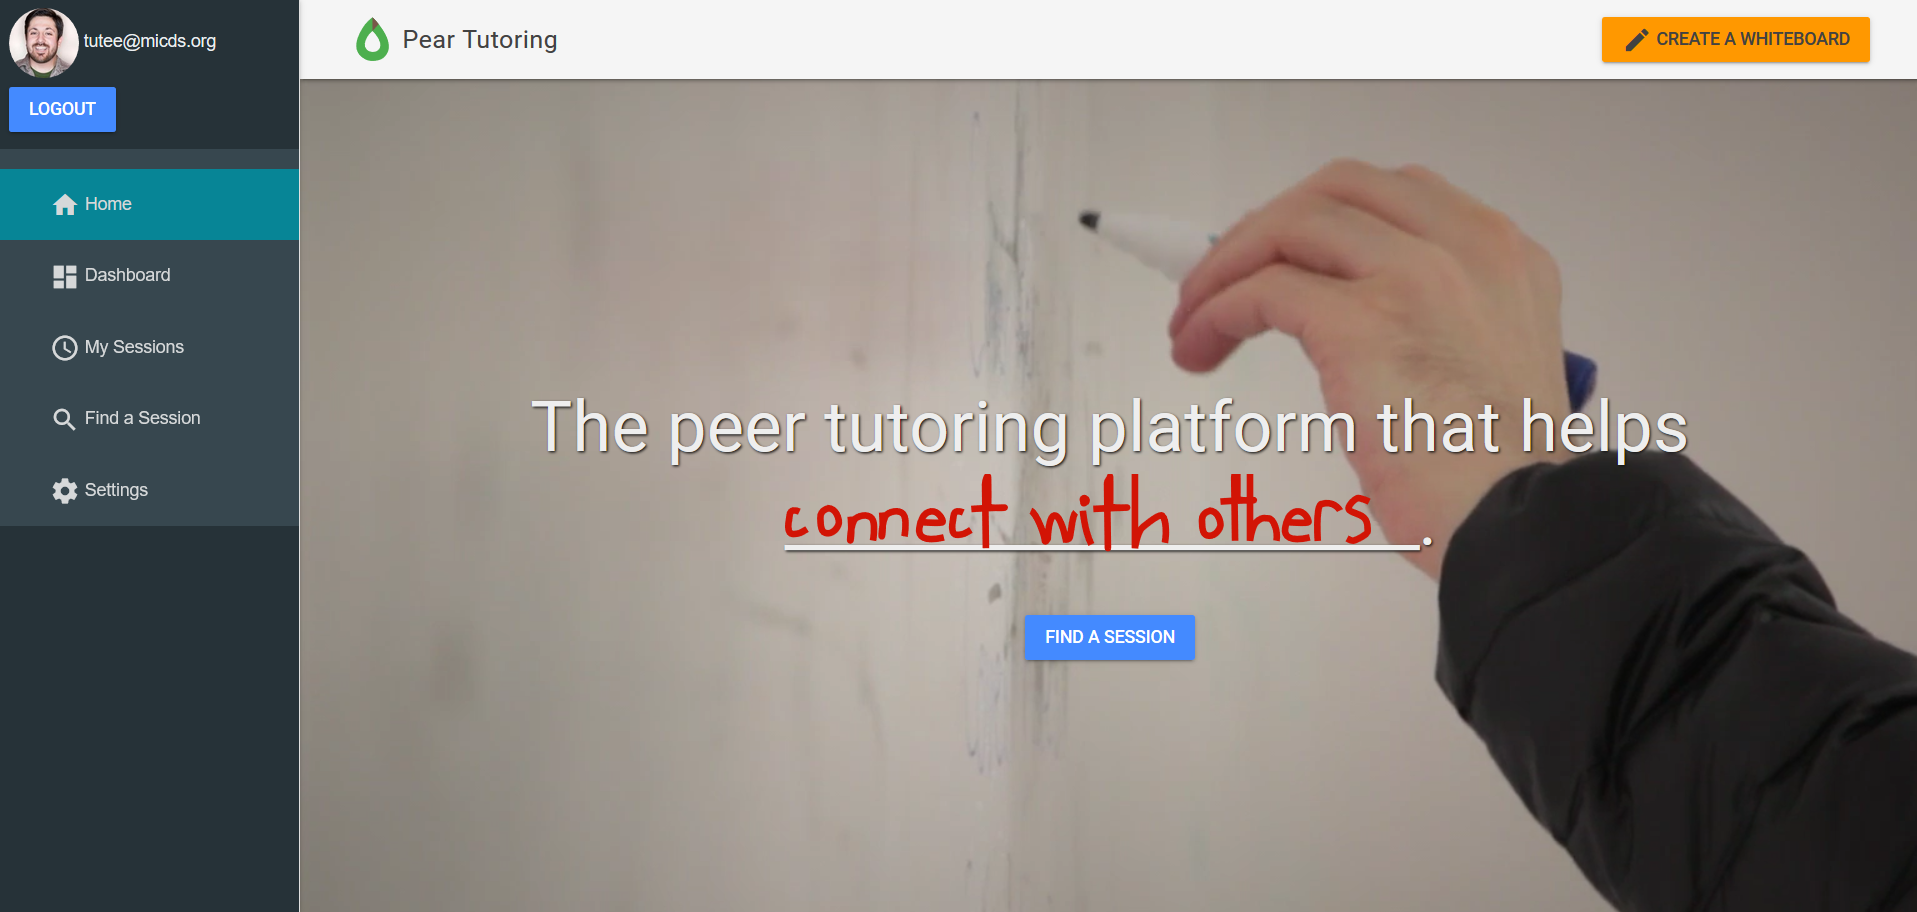 tutee@micds.org
LOGOUT
Home
Dashboard
My Sessions
Find a Session
Settings
Pear Tutoring
CREATE A WHITEBOARD
The peer tutoring platform that helps
connect with others.
FIND A SESSION